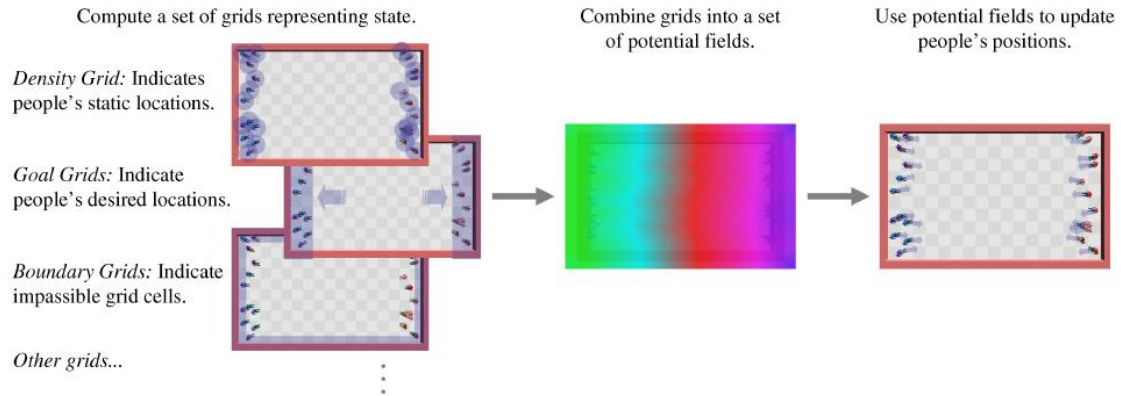 Compute a set of grids representing state.
Combine grids into a set
of potential fields.
Use potential fields to update
people's positions.
Density Grid: Indicates
people's static locations.
Goal Grids: Indicate
people's desired locations.
Boundary Grids: Indicate
impassible grid cells.
Other grids...